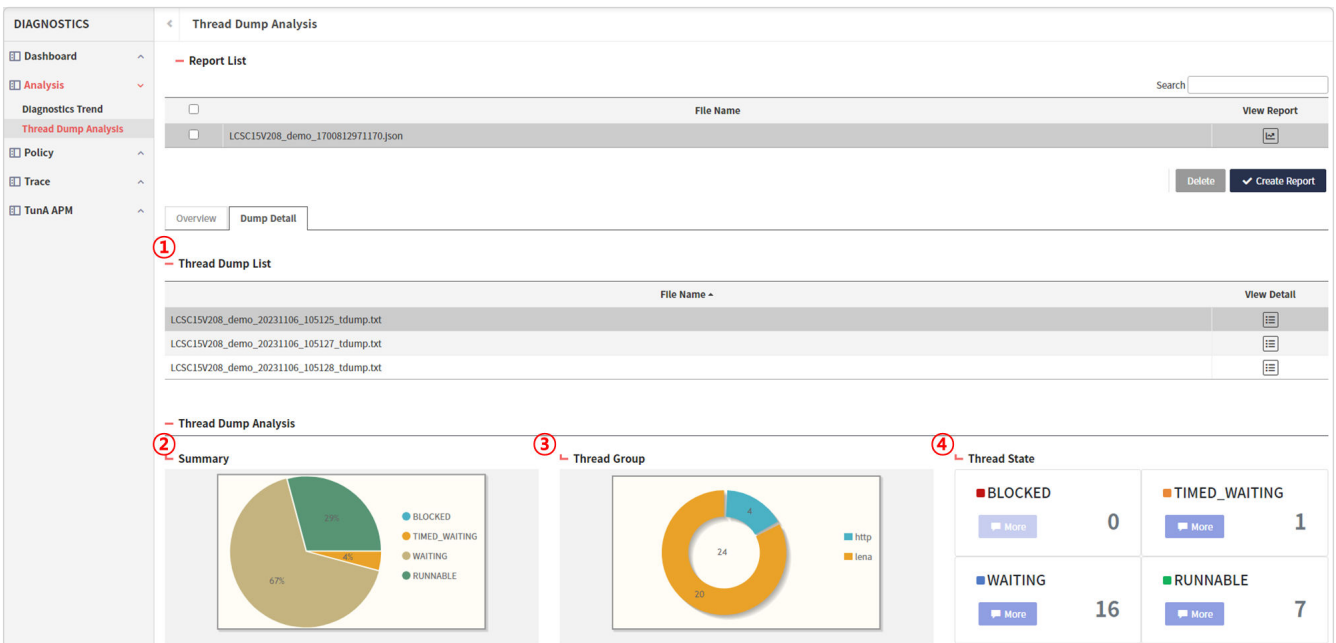 DIAGNOSTICS
Thread Dump Analysis
Dashboard
Analysis
Diagnostics Trend
Thread Dump Analysis
Policy
Trace
TunA APM
Report List
Search
File Name View Report
LCSC15V208_demo_1700812971170.json
Delete Create Report
Overview Dump Detail
①
Thread Dump List
File Name View Detail
LCSC15V208_demo_20231106_105125_tdump.txt
LCSC15V208_demo_20231106_105127_tdump.txt
LCSC15V208_demo_20231106_105128_tdump.txt
Thread Dump Analysis
②
Summary
29%
4%
67%
BLOCKED
TIMED_WAITING
WAITING
RUNNABLE
③
Thread Group
4
24
20
http
lena
④
Thread State
BLOCKED
More 0
TIMED_WAITING
More 1
WAITING
More 16
RUNNABLE
More 7